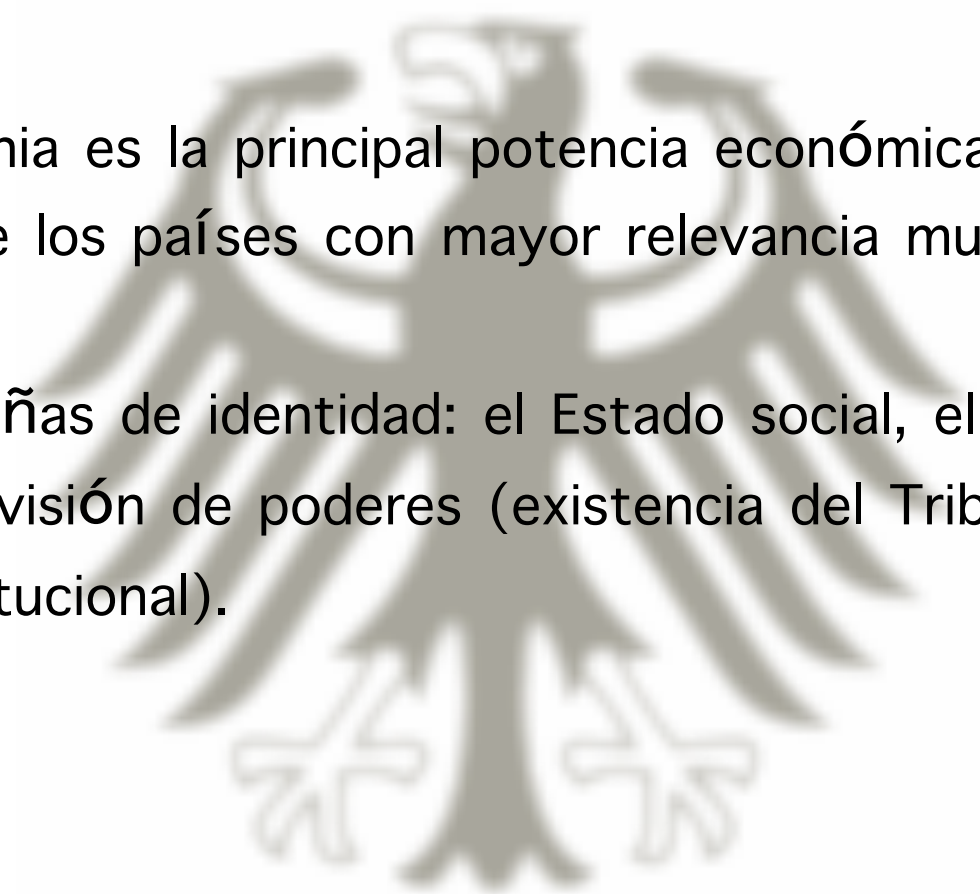 nia es la principal potencia económica
e los países con mayor relevancia mu
ñas de identidad: el Estado social, el
visión de poderes (existencia del Trib
tucional).